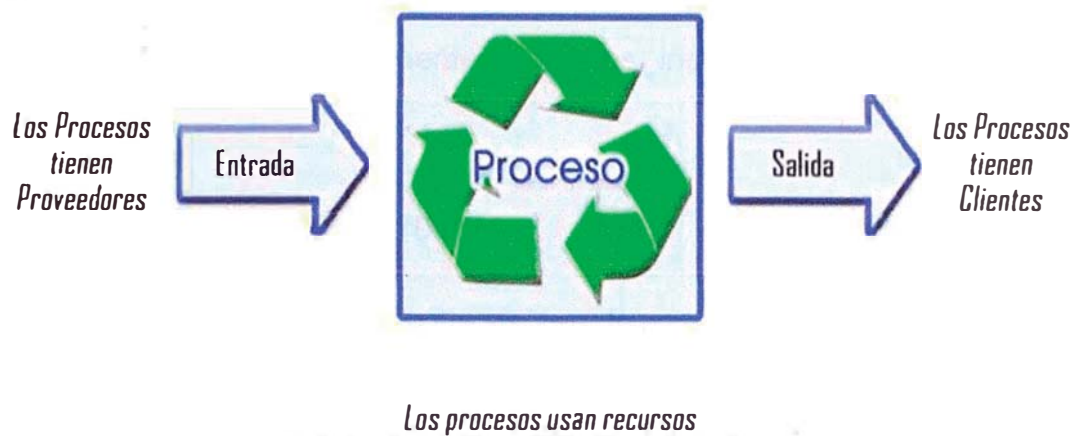 Los Procesos
tienen
Proveedores
Entrada
Proceso
Salida
Los Procesos
tienen
Clientes
Los procesos usan recursos